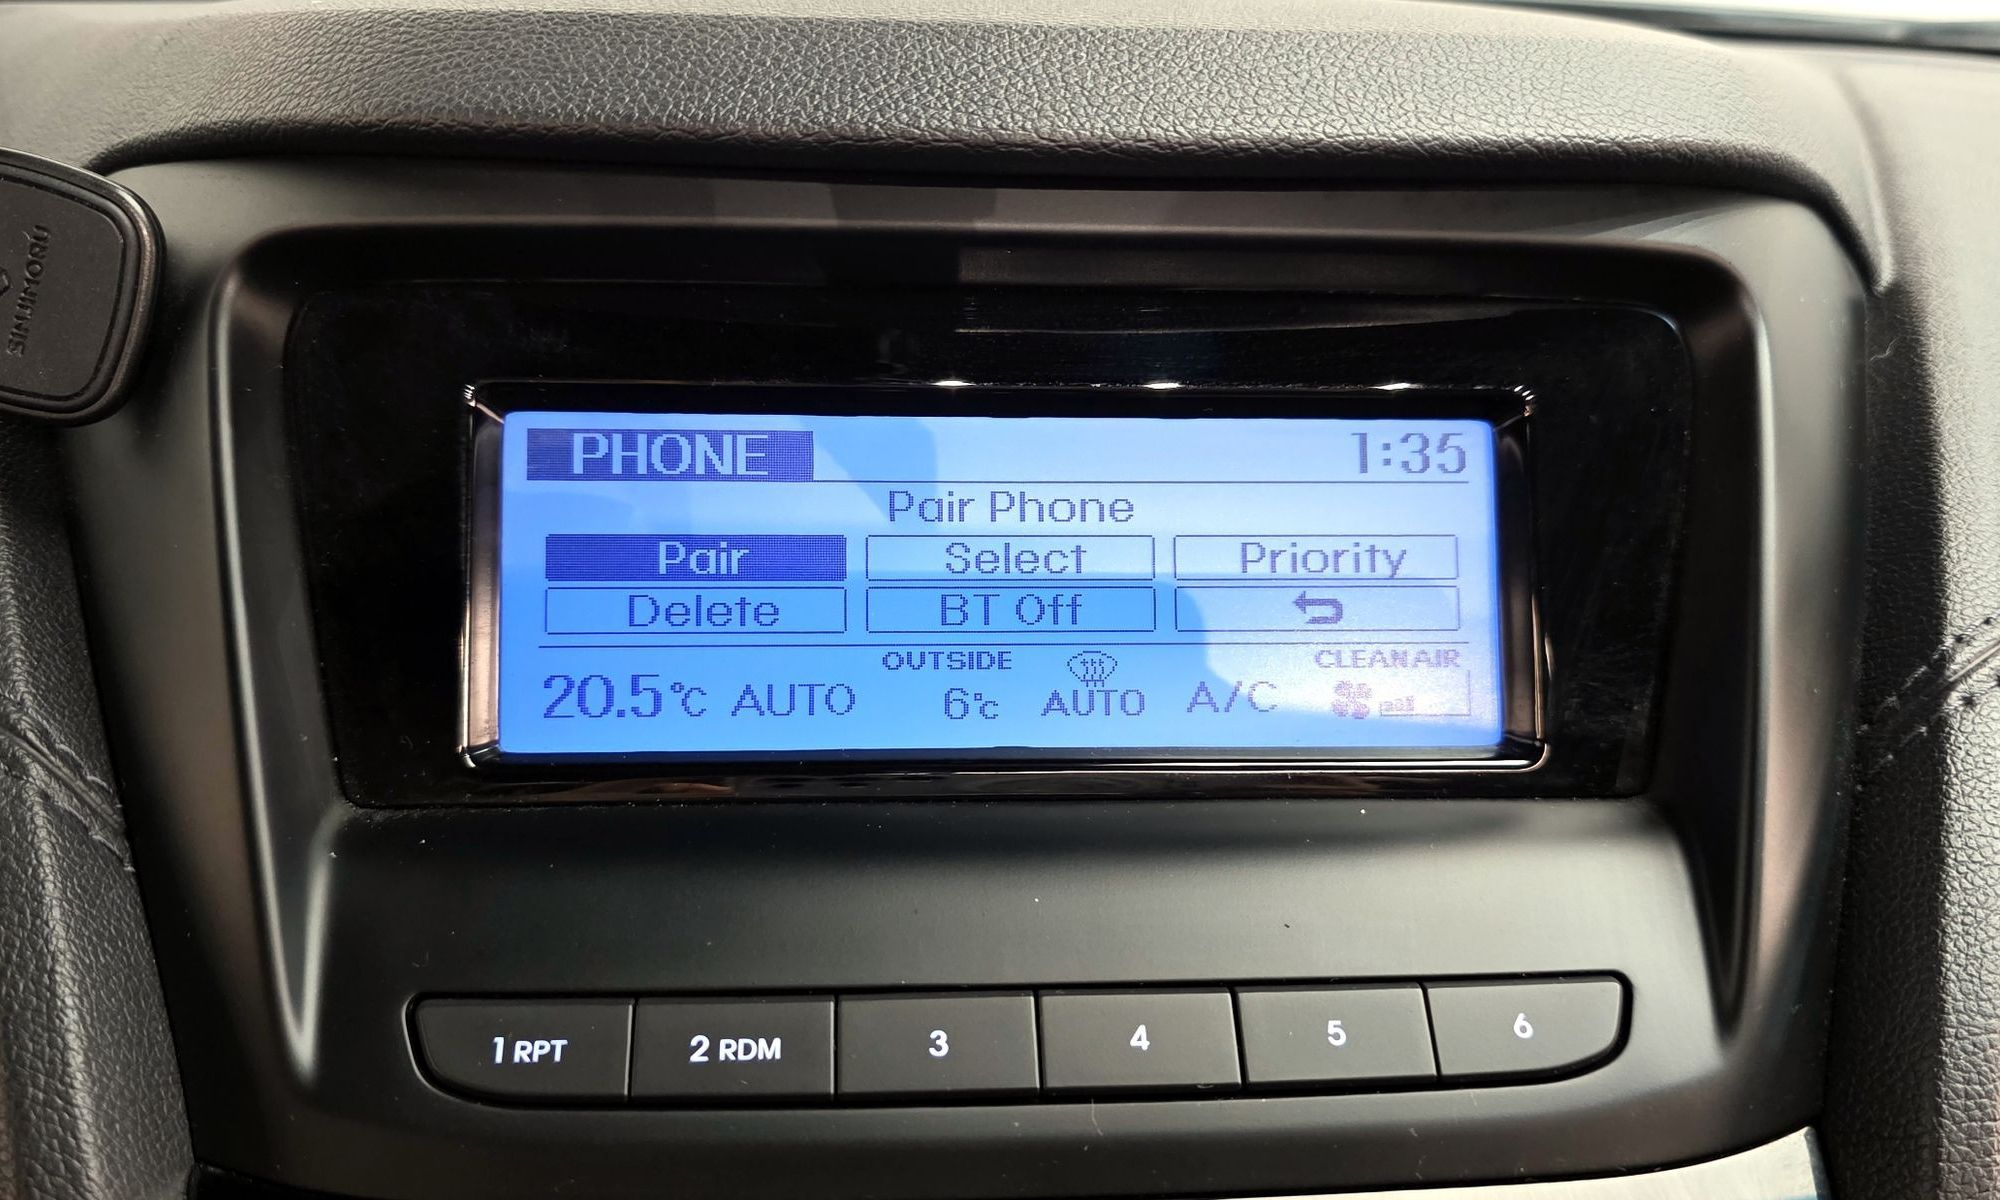 SINJIMORU
PHONE 1:35
Pair Phone
Pair Select Priority
Delete BT Off
OUTSIDE CLEAN AIR
20.5°C AUTO 6°C AUTO A/C
1 RPT 2 RDM 3 4 5 6